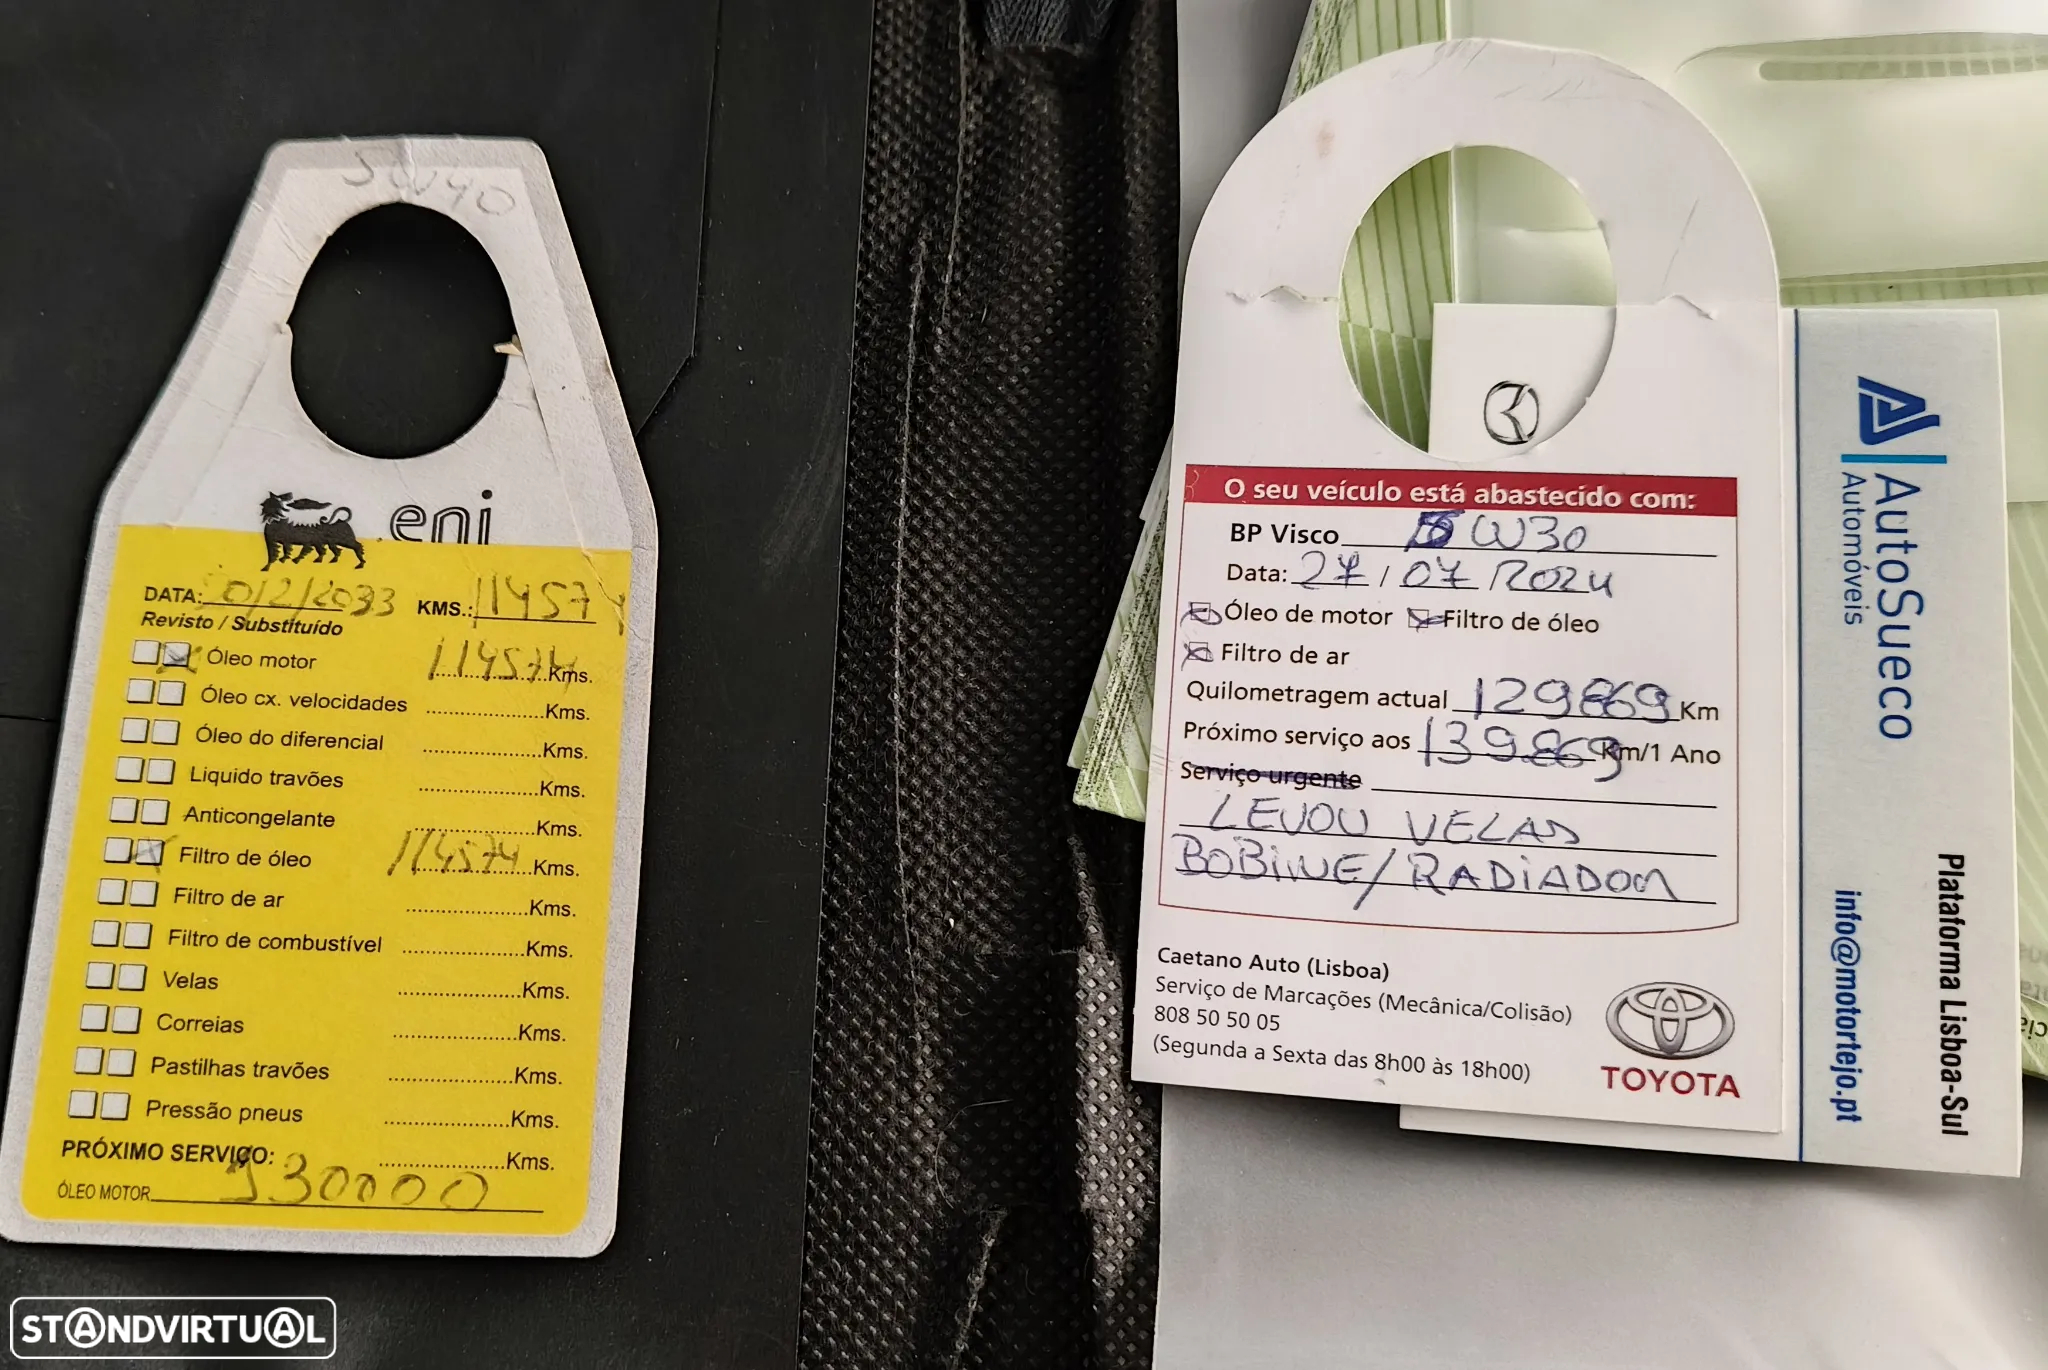 5W40
eni
DATA: 20/2/2023 KMS.: 114574
Revisto / Substituído
Óleo motor 114574 Kms.
Óleo cx. velocidades ........................Kms.
Óleo do diferencial ........................Kms.
Liquido travões ........................Kms.
Anticongelante ........................Kms.
Filtro de óleo 114574 Kms.
Filtro de ar ........................Kms.
Filtro de combustível ........................Kms.
Velas ........................Kms.
Correias ........................Kms.
Pastilhas travões ........................Kms.
Pressão pneus ........................Kms.
PRÓXIMO SERVIÇO: ........................Kms.
ÓLEO MOTOR 130000
O seu veículo está abastecido com:
BP Visco 5W30
Data: 27/07/2024
Óleo de motor Filtro de óleo
Filtro de ar
Quilometragem actual 129869 Km
Próximo serviço aos 139869 Km/1 Ano
Serviço urgente
LEVOU VELAS
BOBINE/RADIADOR
Caetano Auto (Lisboa)
Serviço de Marcações (Mecânica/Colisão)
808 50 50 05
(Segunda a Sexta das 8h00 às 18h00)
TOYOTA
AutoSueco
Automóveis
Plataforma Lisboa-Sul
info@motortejo.pt
STANDVIRTUAL